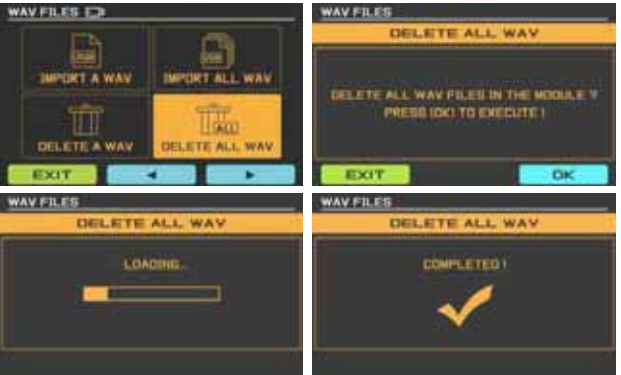 WAV FILES
IMPORT A WAV
IMPORT ALL WAV
DELETE A WAV
ALL
DELETE ALL WAV
EXIT
WAV FILES
DELETE ALL WAV
DELETE ALL WAV FILES IN THE MODULE ?
PRESS [OK] TO EXECUTE !
EXIT
OK
WAV FILES
DELETE ALL WAV
LOADING...
WAV FILES
DELETE ALL WAV
COMPLETED !